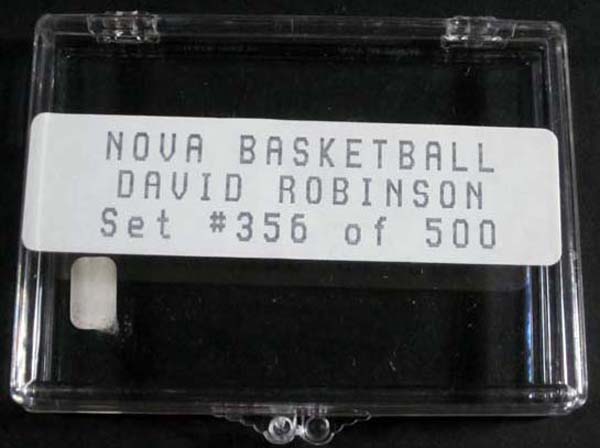 NOVA BASKETBALL
DAVID ROBINSON
Set #356 of 500